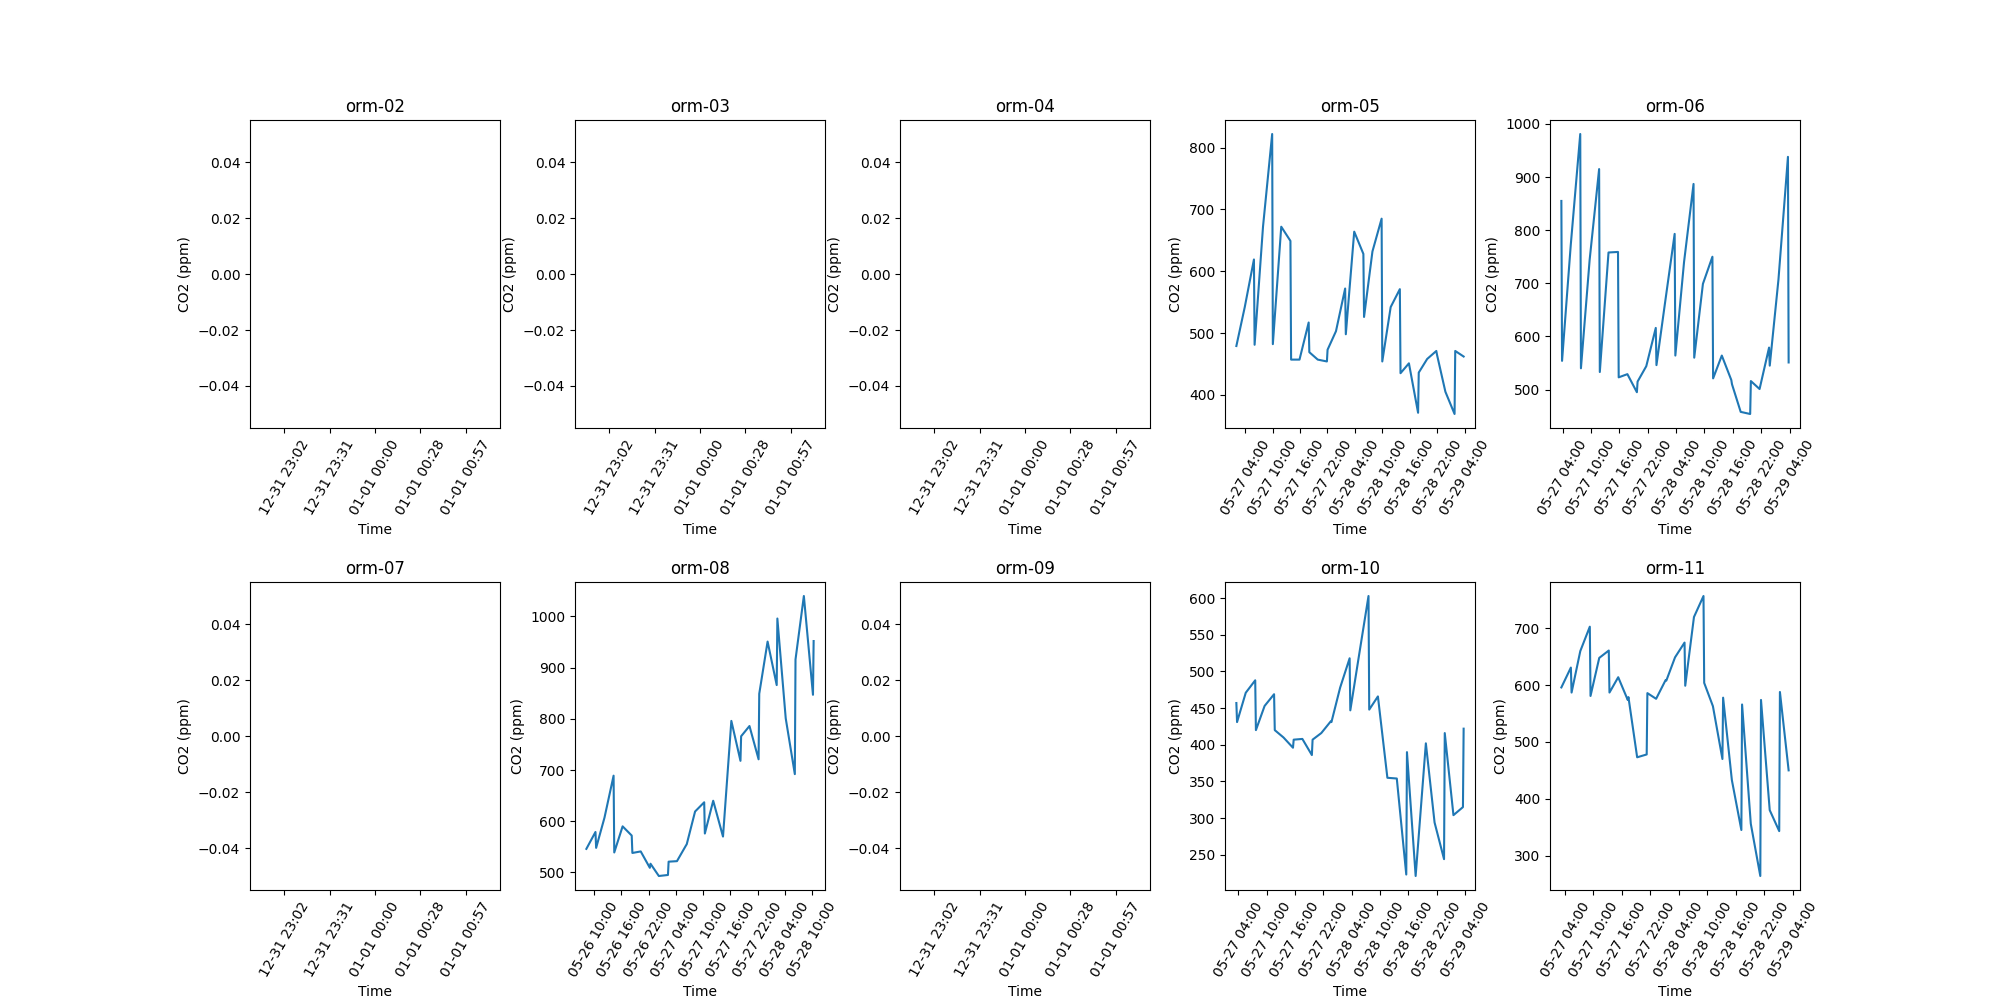 orm-02 orm-03 orm-04 orm-05 orm-06
CO2 (ppm)
0.04
0.02
0.00
−0.02
−0.04
12-31 23:02 12-31 23:31 01-01 00:00 01-01 00:28 01-01 00:57
Time
CO2 (ppm)
0.04
0.02
0.00
−0.02
−0.04
12-31 23:02 12-31 23:31 01-01 00:00 01-01 00:28 01-01 00:57
Time
CO2 (ppm)
0.04
0.02
0.00
−0.02
−0.04
12-31 23:02 12-31 23:31 01-01 00:00 01-01 00:28 01-01 00:57
Time
CO2 (ppm)
800
700
600
500
400
05-27 04:00 05-27 10:00 05-27 16:00 05-27 22:00 05-28 04:00 05-28 10:00 05-28 16:00 05-28 22:00 05-29 04:00
Time
CO2 (ppm)
1000
900
800
700
600
500
05-27 04:00 05-27 10:00 05-27 16:00 05-27 22:00 05-28 04:00 05-28 10:00 05-28 16:00 05-28 22:00 05-29 04:00
Time
orm-07 orm-08 orm-09 orm-10 orm-11
CO2 (ppm)
0.04
0.02
0.00
−0.02
−0.04
12-31 23:02 12-31 23:31 01-01 00:00 01-01 00:28 01-01 00:57
Time
CO2 (ppm)
1000
900
800
700
600
500
05-26 10:00 05-26 16:00 05-26 22:00 05-27 04:00 05-27 10:00 05-27 16:00 05-27 22:00 05-28 04:00 05-28 10:00
Time
CO2 (ppm)
0.04
0.02
0.00
−0.02
−0.04
12-31 23:02 12-31 23:31 01-01 00:00 01-01 00:28 01-01 00:57
Time
CO2 (ppm)
600
550
500
450
400
350
300
250
05-27 04:00 05-27 10:00 05-27 16:00 05-27 22:00 05-28 04:00 05-28 10:00 05-28 16:00 05-28 22:00 05-29 04:00
Time
CO2 (ppm)
700
600
500
400
300
05-27 04:00 05-27 10:00 05-27 16:00 05-27 22:00 05-28 04:00 05-28 10:00 05-28 16:00 05-28 22:00 05-29 04:00
Time